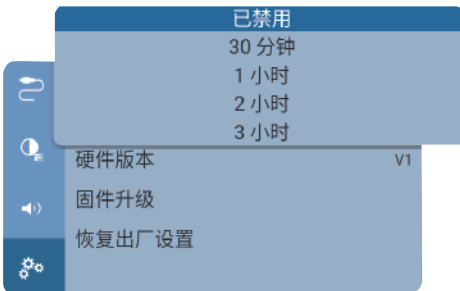 已禁用
30 分钟
1 小时
2 小时
3 小时
硬件版本 V1
固件升级
恢复出厂设置